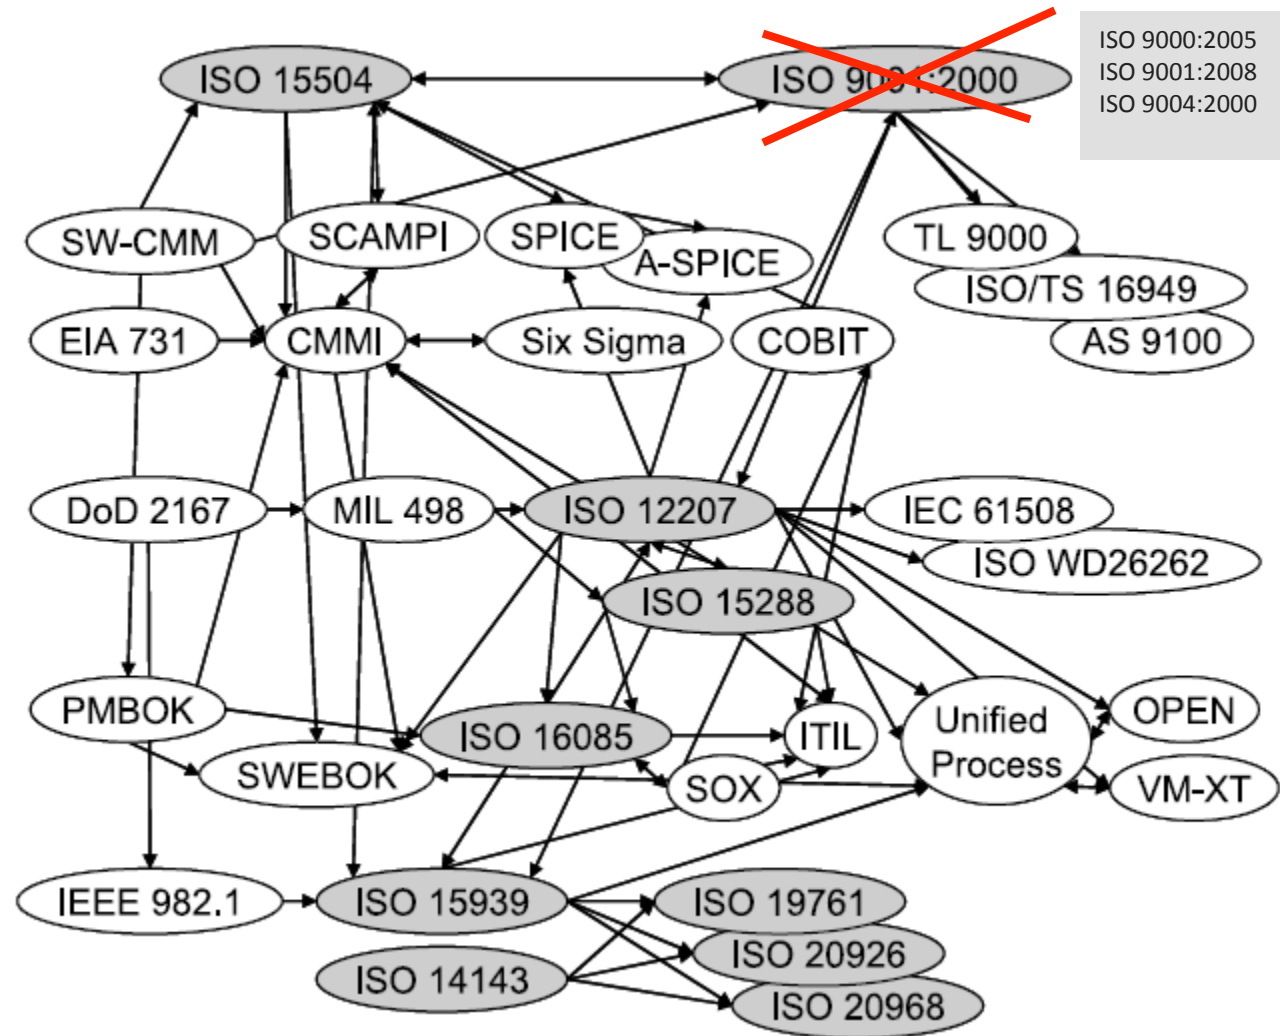 ISO 15504
ISO 9001:2000
ISO 9000:2005
ISO 9001:2008
ISO 9004:2000
SW-CMM
SCAMPI
SPICE
A-SPICE
TL 9000
ISO/TS 16949
AS 9100
EIA 731
CMMI
Six Sigma
COBIT
DoD 2167
MIL 498
ISO 12207
IEC 61508
ISO WD26262
ISO 15288
PMBOK
ISO 16085
ITIL
Unified
Process
OPEN
SWEBOK
SOX
VM-XT
IEEE 982.1
ISO 15939
ISO 19761
ISO 20926
ISO 14143
ISO 20968